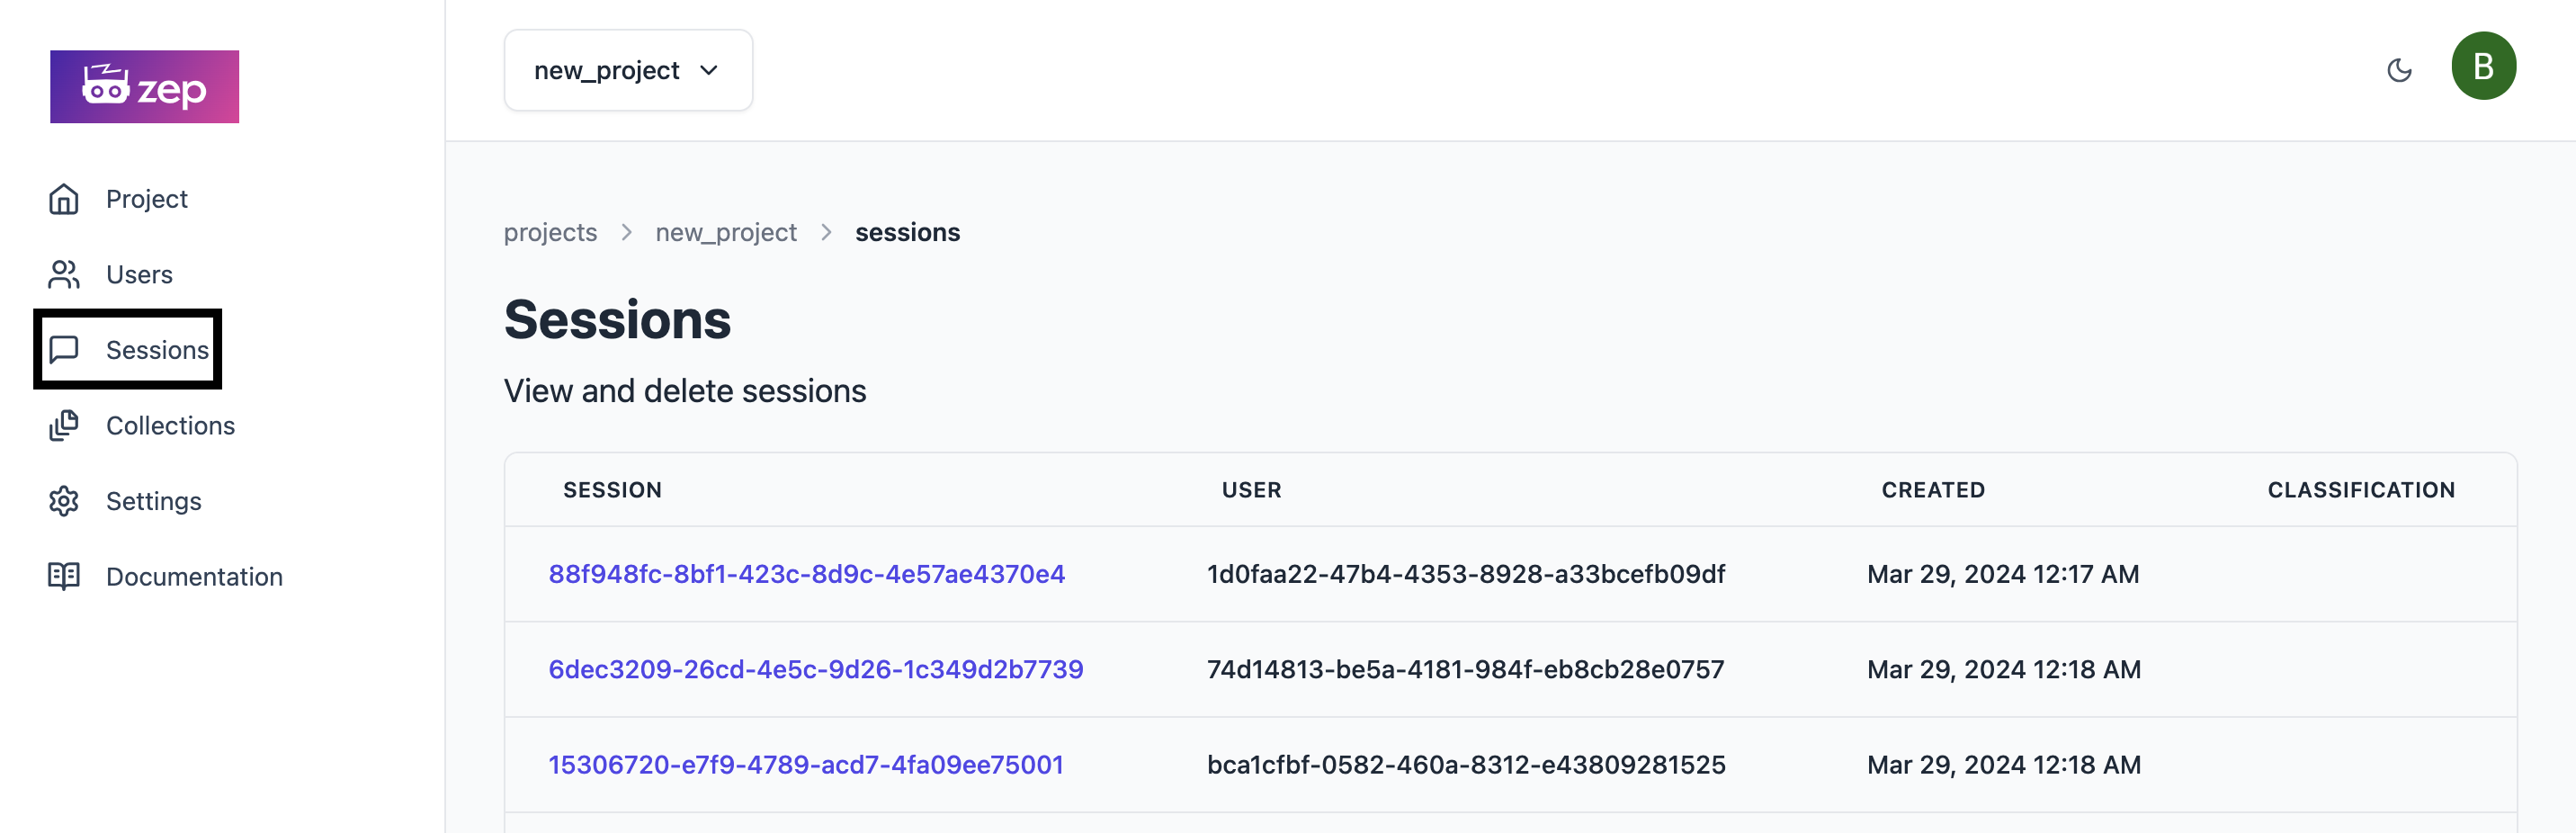 zep
new_project
B
Project
Users
Sessions
Collections
Settings
Documentation
projects > new_project > sessions
Sessions
View and delete sessions
SESSION USER CREATED CLASSIFICATION
88f948fc-8bf1-423c-8d9c-4e57ae4370e4 1d0faa22-47b4-4353-8928-a33bcefb09df Mar 29, 2024 12:17 AM
6dec3209-26cd-4e5c-9d26-1c349d2b7739 74d14813-be5a-4181-984f-eb8cb28e0757 Mar 29, 2024 12:18 AM
15306720-e7f9-4789-acd7-4fa09ee75001 bca1cfbf-0582-460a-8312-e43809281525 Mar 29, 2024 12:18 AM